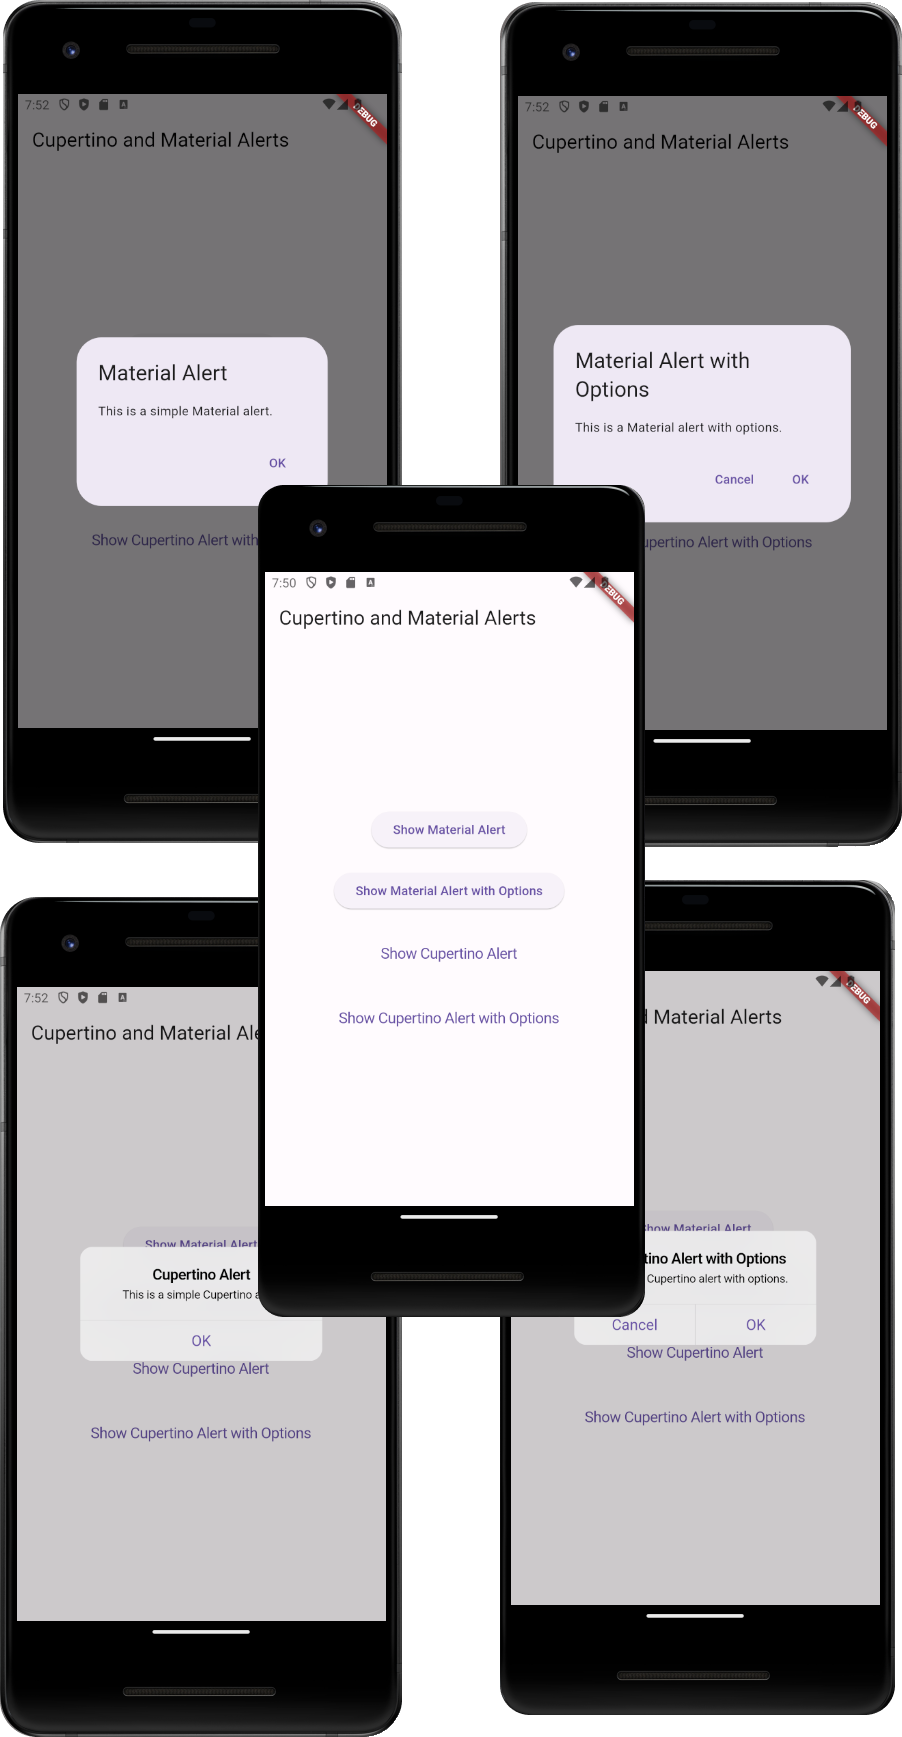 7:52
DEBUG
Cupertino and Material Alerts
Material Alert
This is a simple Material alert.
OK
Show Cupertino Alert with
7:52
DEBUG
Cupertino and Material Alerts
Material Alert with
Options
This is a Material alert with options.
Cancel OK
Cupertino Alert with Options
7:50
DEBUG
Cupertino and Material Alerts
Show Material Alert
Show Material Alert with Options
Show Cupertino Alert
Show Cupertino Alert with Options
7:52
Cupertino and Material Ale
Show Material Alert
Cupertino Alert
This is a simple Cupertino a
OK
Show Cupertino Alert
Show Cupertino Alert with Options
DEBUG
d Material Alerts
Show Material Alert
tino Alert with Options
Cupertino alert with options.
Cancel OK
Show Cupertino Alert
Show Cupertino Alert with Options